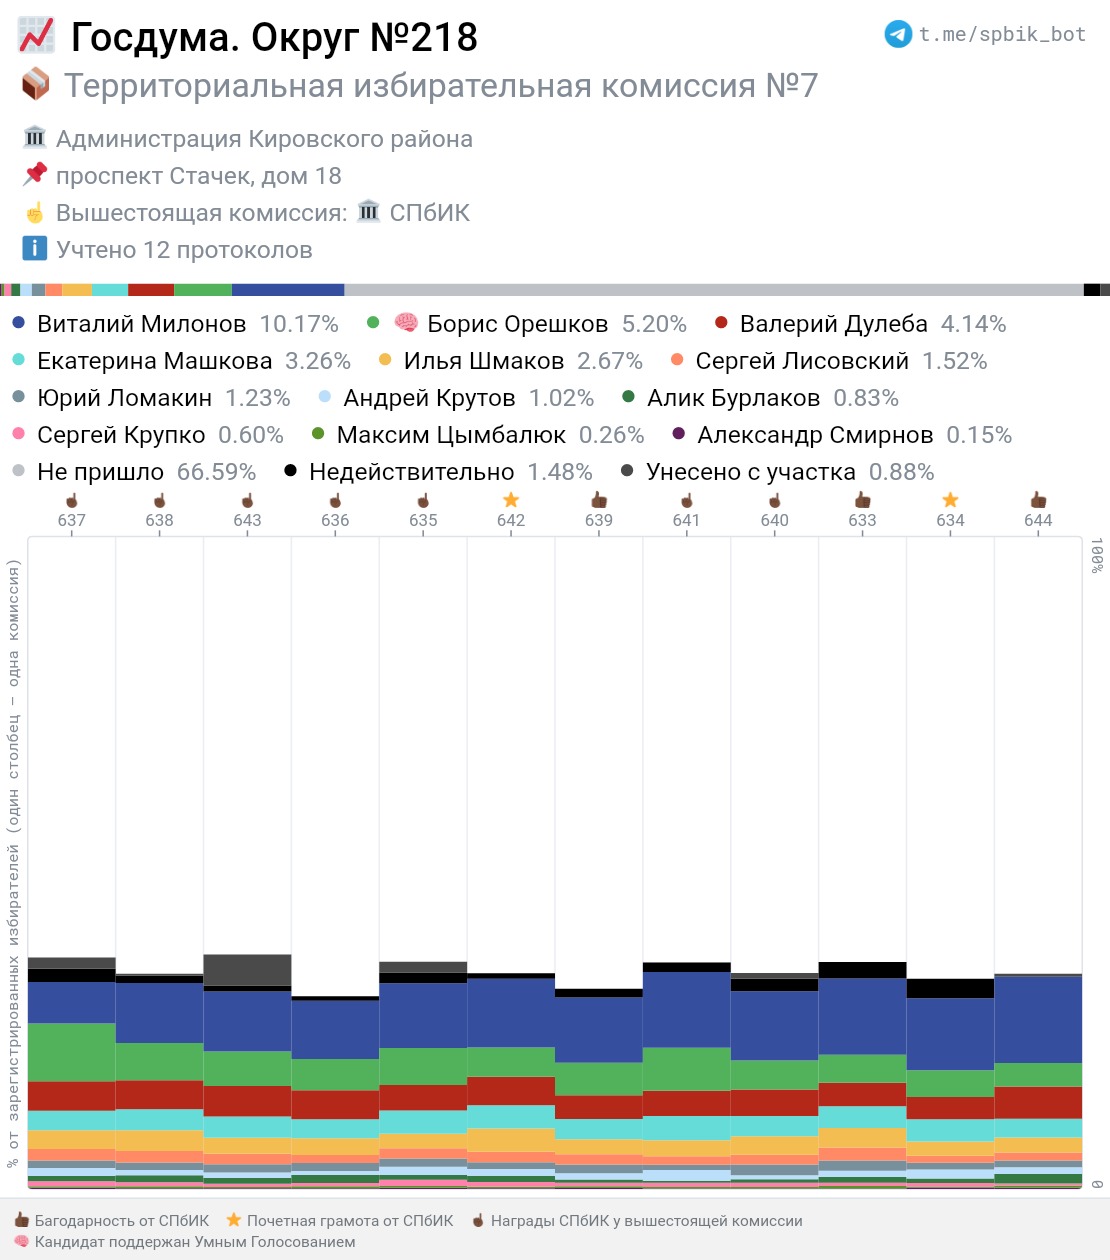 Госдума. Округ №218
t.me/spbik_bot
Территориальная избирательная комиссия №7
Администрация Кировского района
проспект Стачек, дом 18
Вышестоящая комиссия: СПбИК
Учтено 12 протоколов
Виталий Милонов 10.17% Борис Орешков 5.20% Валерий Дулеба 4.14%
Екатерина Машкова 3.26% Илья Шмаков 2.67% Сергей Лисовский 1.52%
Юрий Ломакин 1.23% Андрей Крутов 1.02% Алик Бурлаков 0.83%
Сергей Крупко 0.60% Максим Цымбалюк 0.26% Александр Смирнов 0.15%
Не пришло 66.59% Недействительно 1.48% Унесено с участка 0.88%
637 638 643 636 635 642 639 641 640 633 634 644
100%
% от зарегистрированных избирателей (один столбец – одна комиссия)
0
Багодарность от СПбИК Почетная грамота от СПбИК Награды СПбИК у вышестоящей комиссии
Кандидат поддержан Умным Голосованием